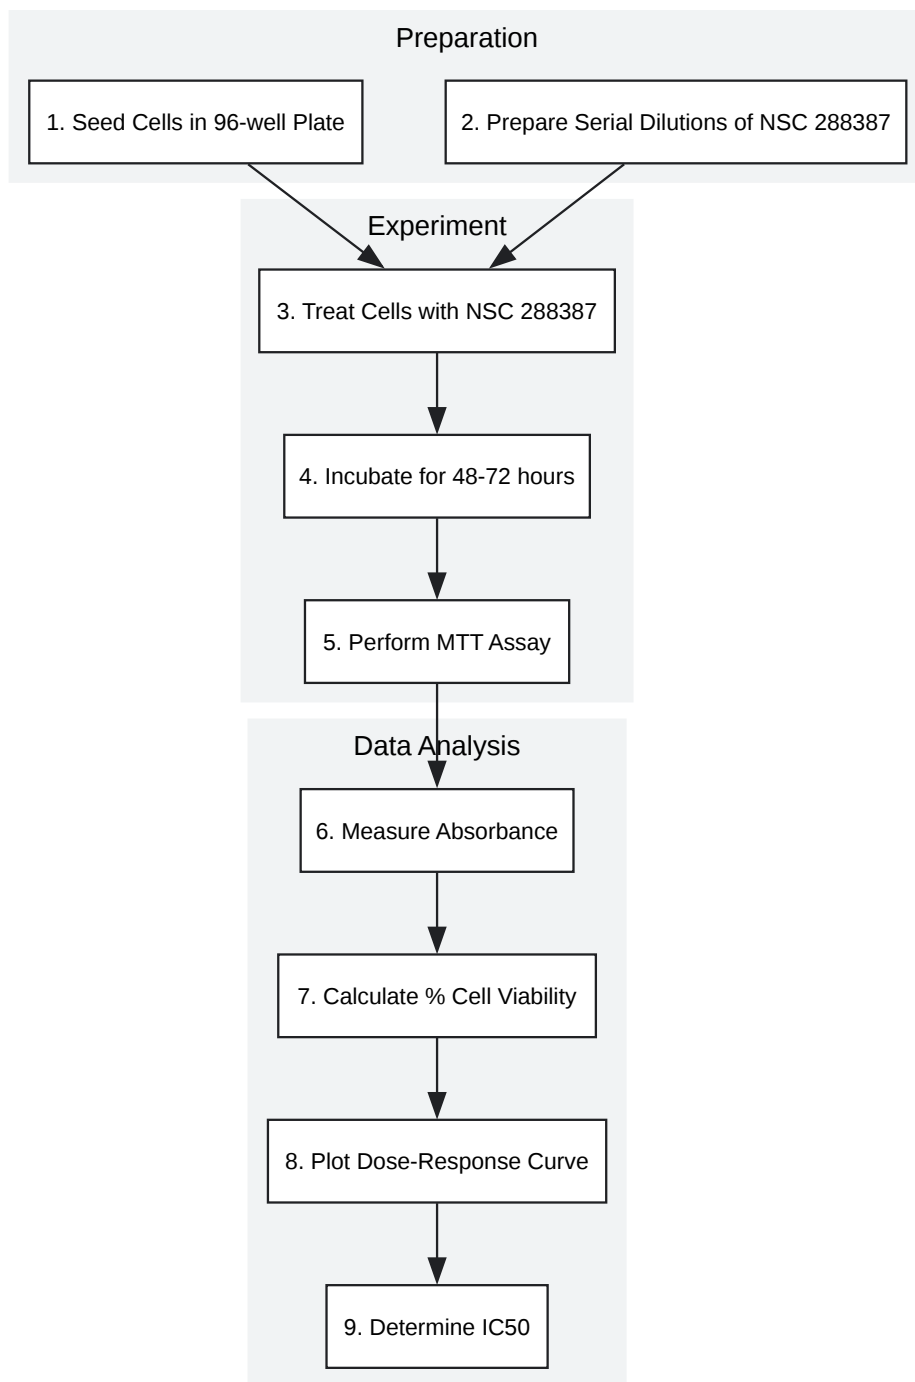 Preparation
1. Seed Cells in 96-well Plate
2. Prepare Serial Dilutions of NSC 288387
Experiment
3. Treat Cells with NSC 288387
4. Incubate for 48-72 hours
5. Perform MTT Assay
Data Analysis
6. Measure Absorbance
7. Calculate % Cell Viability
8. Plot Dose-Response Curve
9. Determine IC50